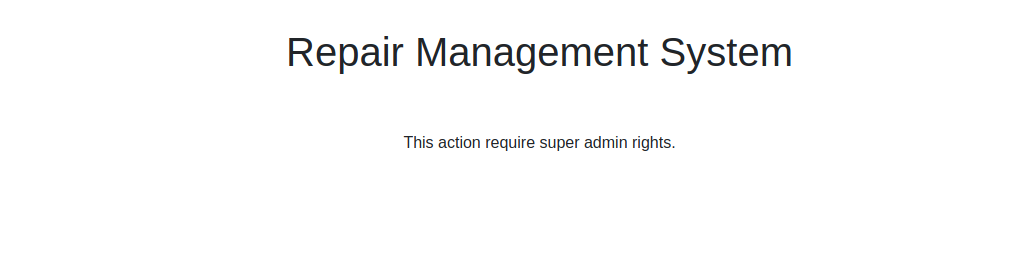 Repair Management System
This action require super admin rights.